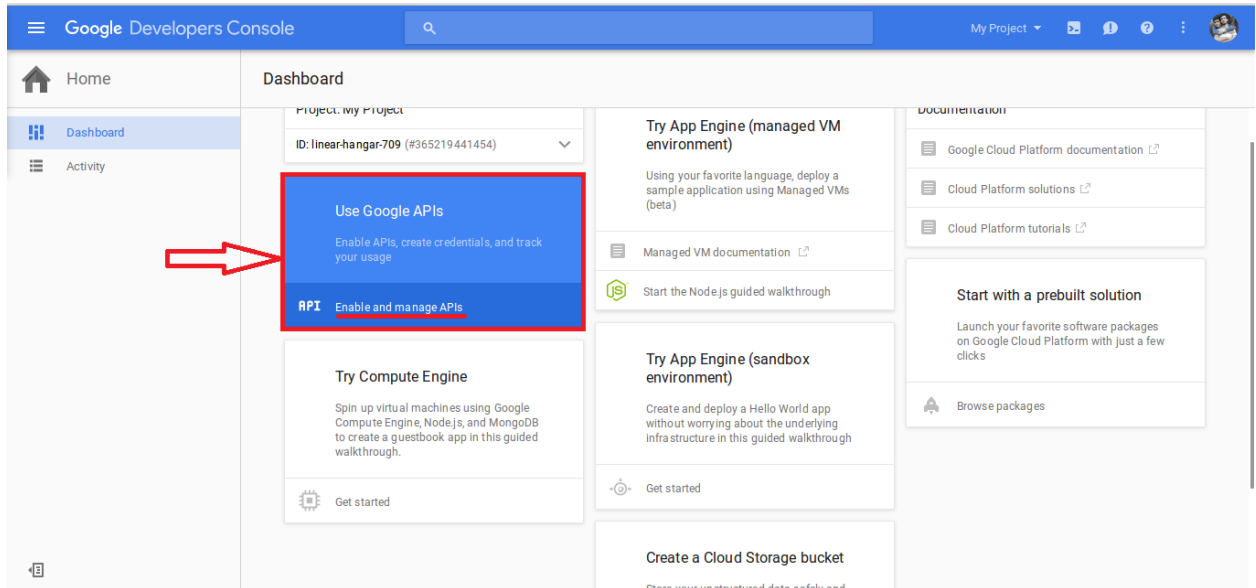 Google Developers Console
My Project
Home
Dashboard
Dashboard
Activity
Project: My Project
ID: linear-hangar-709 (#365219441454)
Use Google APIs
Enable APIs, create credentials, and track
your usage
API
Enable and manage APIs
Try Compute Engine
Spin up virtual machines using Google
Compute Engine, Node.js, and MongoDB
to create a guestbook app in this guided
walkthrough.
Get started
Try App Engine (managed VM
environment)
Using your favorite language, deploy a
sample application using Managed VMs
(beta)
Managed VM documentation
JS
Start the Node.js guided walkthrough
Try App Engine (sandbox
environment)
Create and deploy a Hello World app
without worrying about the underlying
infrastructure in this guided walkthrough
Get started
Create a Cloud Storage bucket
Store your unstructured data safely and
Documentation
Google Cloud Platform documentation
Cloud Platform solutions
Cloud Platform tutorials
Start with a prebuilt solution
Launch your favorite software packages
on Google Cloud Platform with just a few
clicks
Browse packages